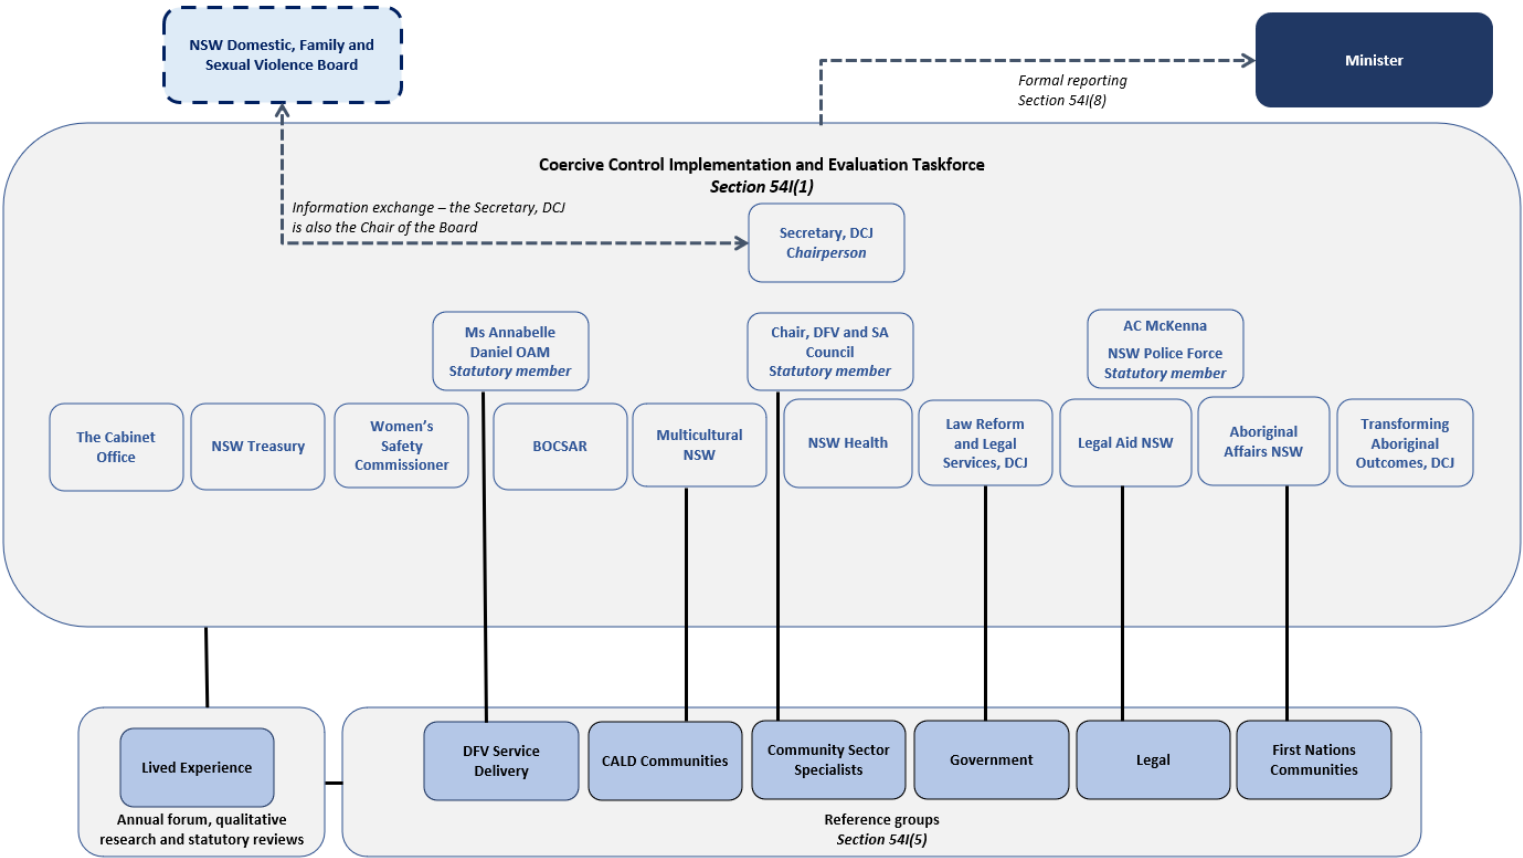 NSW Domestic, Family and
Sexual Violence Board
Minister
Formal reporting
Section 54I(8)
Coercive Control Implementation and Evaluation Taskforce
Section 54I(1)
Information exchange – the Secretary, DCJ
is also the Chair of the Board
Secretary, DCJ
Chairperson
Ms Annabelle
Daniel OAM
Statutory member
Chair, DFV and SA
Council
Statutory member
AC McKenna
NSW Police Force
Statutory member
The Cabinet
Office
NSW Treasury
Women's
Safety
Commissioner
BOCSAR
Multicultural
NSW
NSW Health
Law Reform
and Legal
Services, DCJ
Legal Aid NSW
Aboriginal
Affairs NSW
Transforming
Aboriginal
Outcomes, DCJ
Lived Experience
Annual forum, qualitative
research and statutory reviews
DFV Service
Delivery
CALD Communities
Community Sector
Specialists
Government
Legal
First Nations
Communities
Reference groups
Section 54I(5)